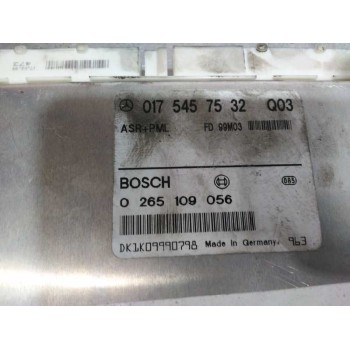 017 545 75 32 Q03
ASR+PML FD 99M03
BOSCH 085
0 265 109 056
DK1K09990798 Made in Germany. 963